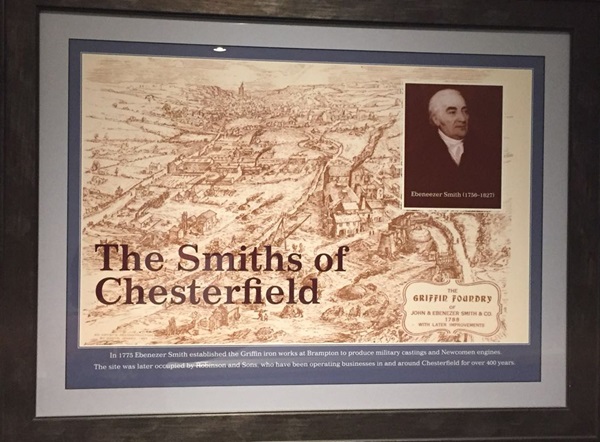 Ebeneezer Smith (1756-1827)
The Smiths of
Chesterfield
THE
GRIFFIN FOUNDRY
OF
JOHN & EBENEZER SMITH & CO.
1788
WITH LATER IMPROVEMENTS
In 1775 Ebenezer Smith established the Griffin iron works at Brampton to produce military castings and Newcomen engines.
The site was later occupied by Robinson and Sons, who have been operating businesses in and around Chesterfield for over 400 years.